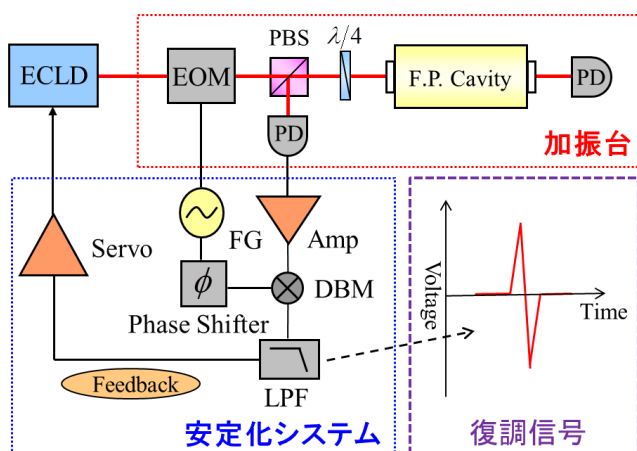 ECLD
EOM
PBS
λ/4
F.P. Cavity
PD
PD
加振台
Servo
FG
Amp
ϕ
DBM
Phase Shifter
Feedback
LPF
安定化システム
Voltage
Time
復調信号